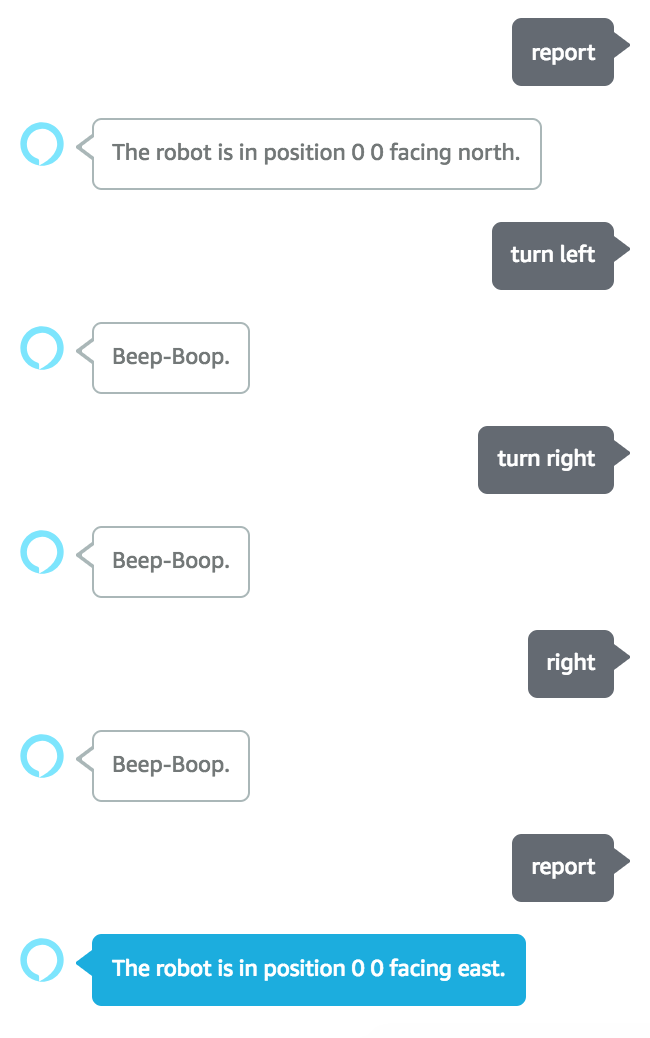 report
The robot is in position 0 0 facing north.
turn left
Beep-Boop.
turn right
Beep-Boop.
right
Beep-Boop.
report
The robot is in position 0 0 facing east.